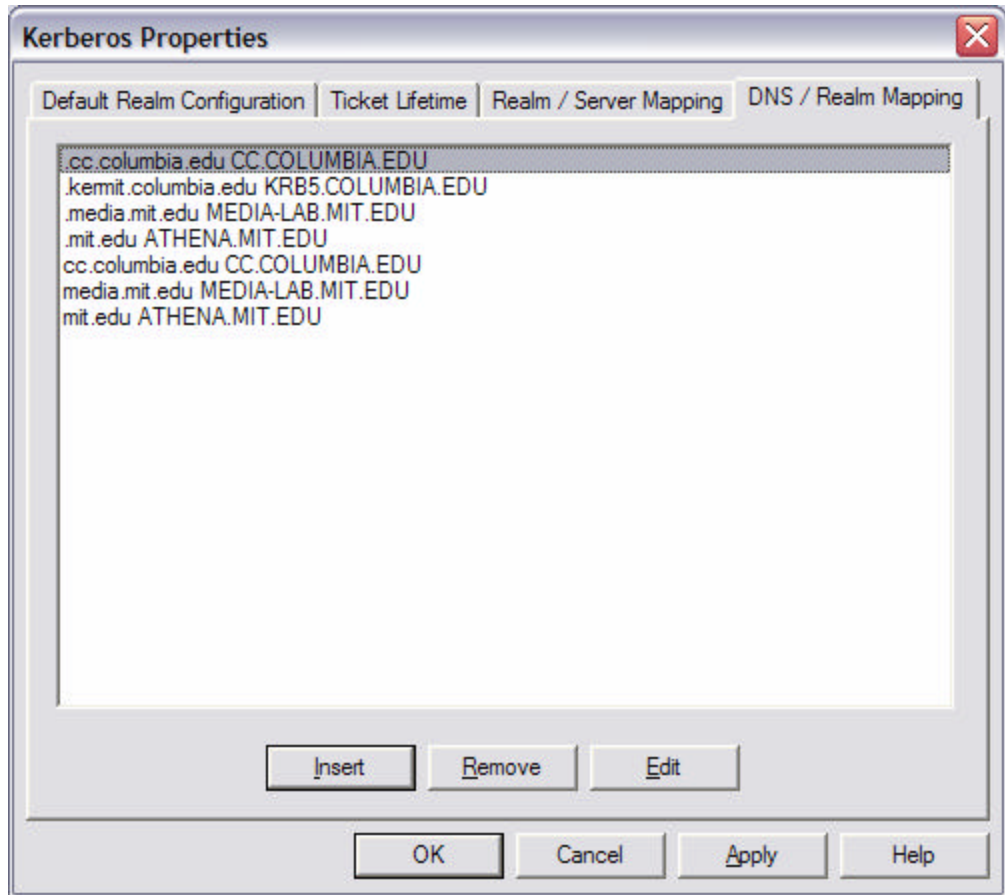 Kerberos Properties
Default Realm Configuration Ticket Lifetime Realm / Server Mapping DNS / Realm Mapping
.cc.columbia.edu CC.COLUMBIA.EDU
.kermit.columbia.edu KRB5.COLUMBIA.EDU
.media.mit.edu MEDIA-LAB.MIT.EDU
.mit.edu ATHENA.MIT.EDU
cc.columbia.edu CC.COLUMBIA.EDU
media.mit.edu MEDIA-LAB.MIT.EDU
mit.edu ATHENA.MIT.EDU
Insert Remove Edit
OK Cancel Apply Help